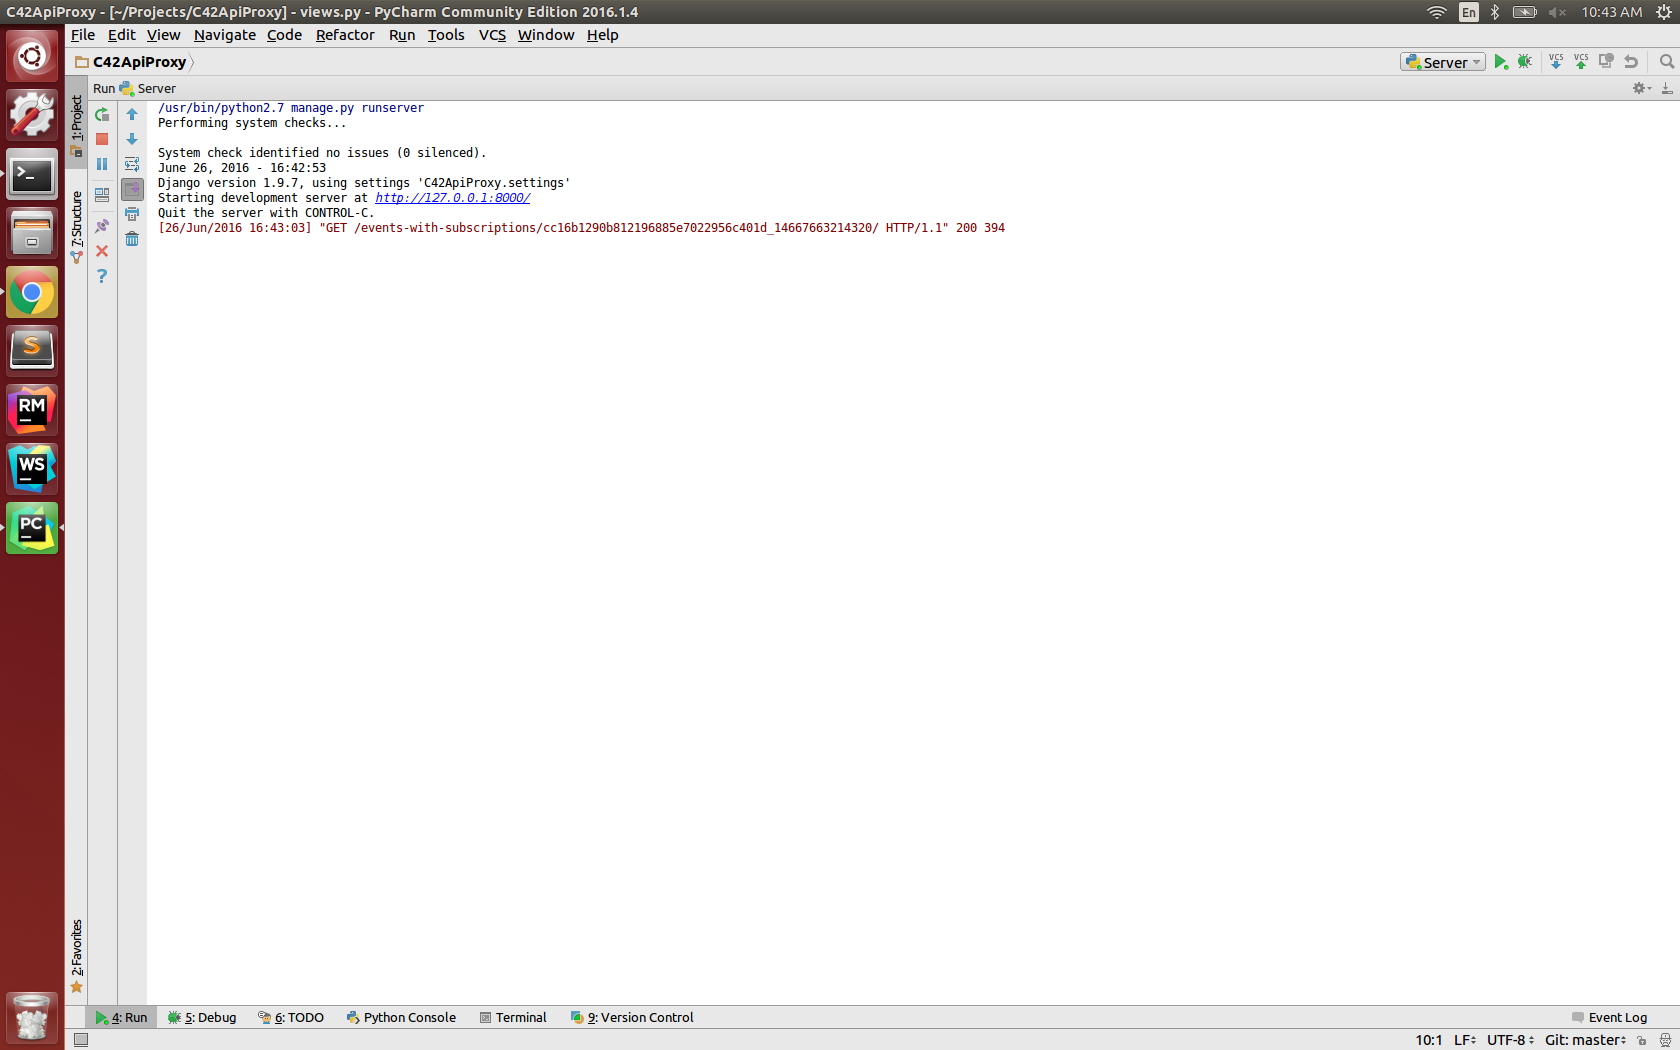 C42ApiProxy - [~/Projects/C42ApiProxy] - views.py - PyCharm Community Edition 2016.1.4
En
10:43 AM
File Edit View Navigate Code Refactor Run Tools VCS Window Help
C42ApiProxy
Server
VCS VCS
Run Server
1: Project
7: Structure
2: Favorites
/usr/bin/python2.7 manage.py runserver
Performing system checks...
System check identified no issues (0 silenced).
June 26, 2016 - 16:42:53
Django version 1.9.7, using settings 'C42ApiProxy.settings'
Starting development server at http://127.0.0.1:8000/
Quit the server with CONTROL-C.
[26/Jun/2016 16:43:03] "GET /events-with-subscriptions/cc16b1290b812196885e7022956c401d_14667663214320/ HTTP/1.1" 200 394
>_
S
RM
WS
PC
4: Run 5: Debug 6: TODO Python Console Terminal 9: Version Control Event Log
10:1 LF UTF-8 Git: master